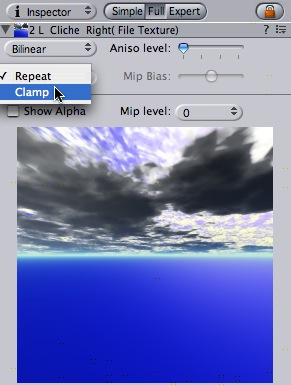 Inspector Simple Full Expert
2 L Cliche Right( File Texture) ?
Bilinear Aniso level:
Repeat Mip Bias:
Clamp
Show Alpha Mip level: 0